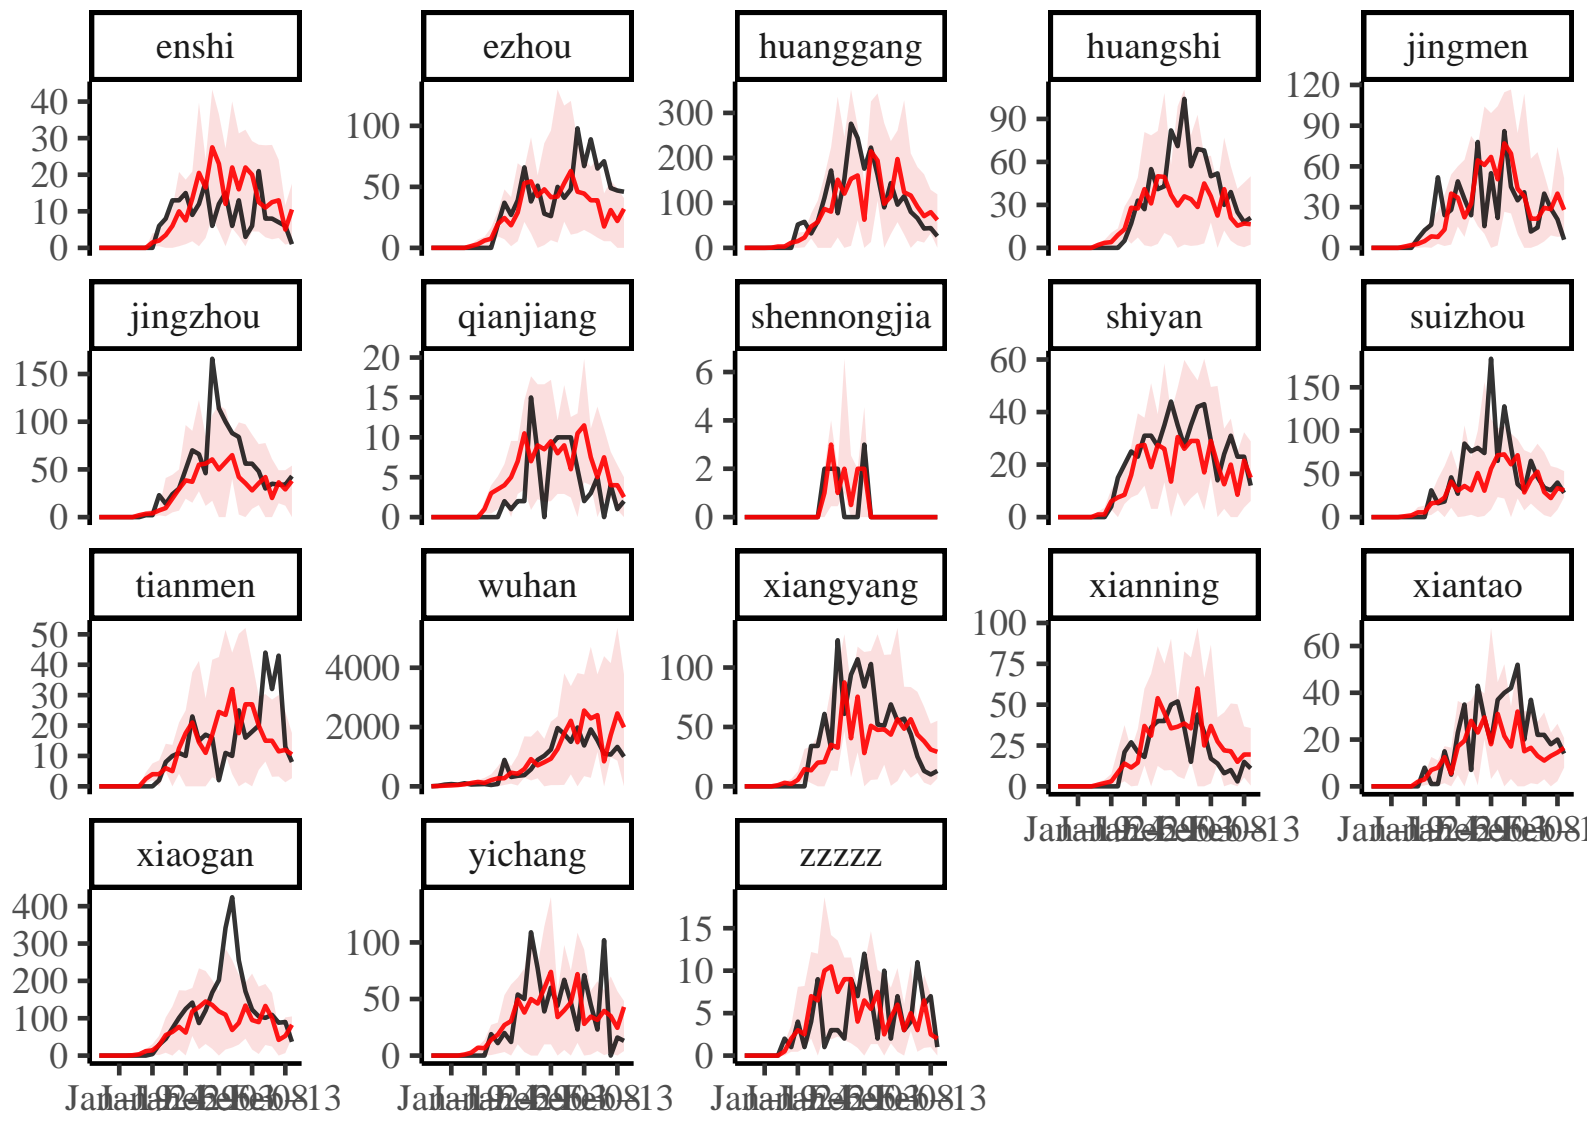 enshi ezhou huanggang huangshi jingmen
40 30 20 10 0
100 50 0
300 200 100 0
90 60 30 0
120 90 60 30 0
jingzhou qianjiang shennongjia shiyan suizhou
150 100 50 0
20 15 10 5 0
6 4 2 0
60 40 20 0
150 100 50 0
tianmen wuhan xiangyang xianning xiantao
50 40 30 20 10 0
4000 2000 0
100 50 0
100 75 50 25 0
60 40 20 0
xiaogan yichang zzzzz
400 300 200 100 0
100 50 0
15 10 5 0